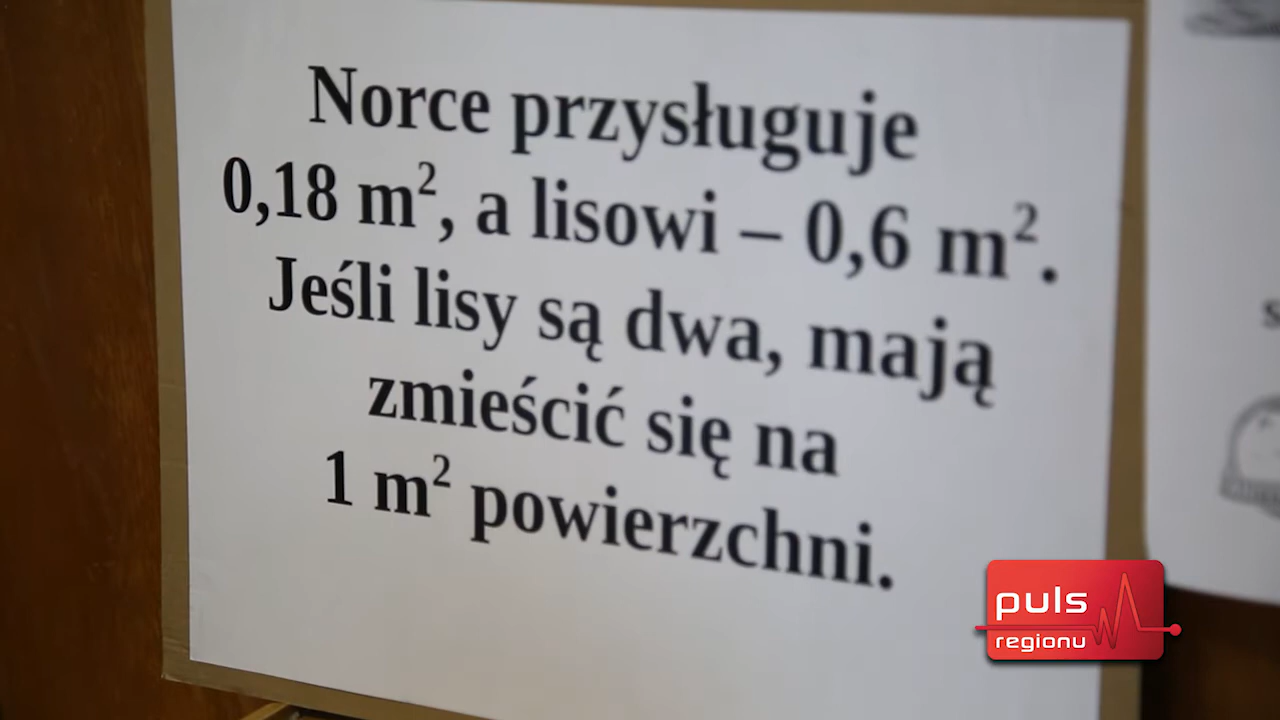 Norce przysługuje
0,18 m², a lisowi – 0,6 m².
Jeśli lisy są dwa, mają
zmieścić się na
1 m² powierzchni.
puls
regionu